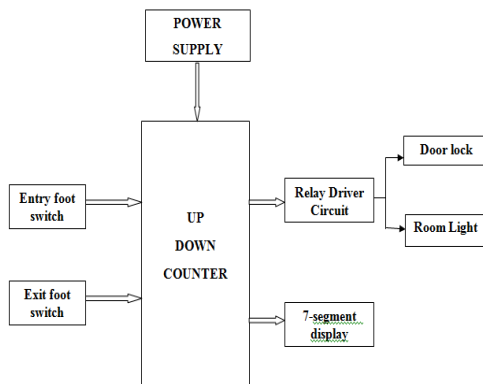 POWER
SUPPLY
Door lock
Entry foot
switch
Relay Driver
Circuit
UP
DOWN
COUNTER
Room Light
Exit foot
switch
7-segment
display